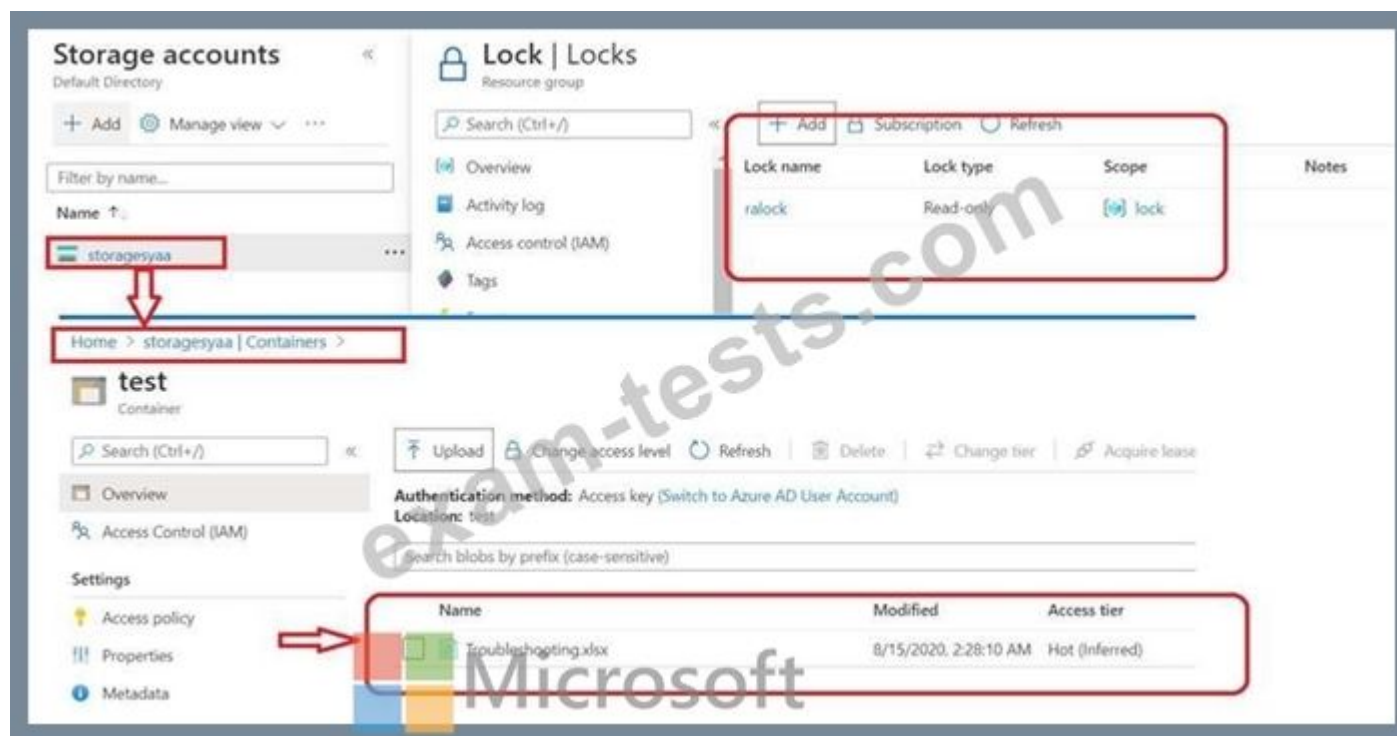 Storage accounts «
Default Directory
+ Add Manage view ...
Filter by name...
Name ↑↓
storagesyaa ...
Lock | Locks
Resource group
Search (Ctrl+/) «
Overview
Activity log
Access control (IAM)
Tags
+ Add Subscription Refresh
Lock name Lock type Scope Notes
ralock Read-only lock
Home > storagesyaa | Containers >
test
Container
Search (Ctrl+/) «
Overview
Access Control (IAM)
Settings
Access policy
Properties
Metadata
Upload Change access level Refresh Delete Change tier Acquire lease
Authentication method: Access key (Switch to Azure AD User Account)
Location: test
Search blobs by prefix (case-sensitive)
Name Modified Access tier
Troubleshooting.xlsx 8/15/2020, 2:28:10 AM Hot (Inferred)
exam-tests.com
Microsoft